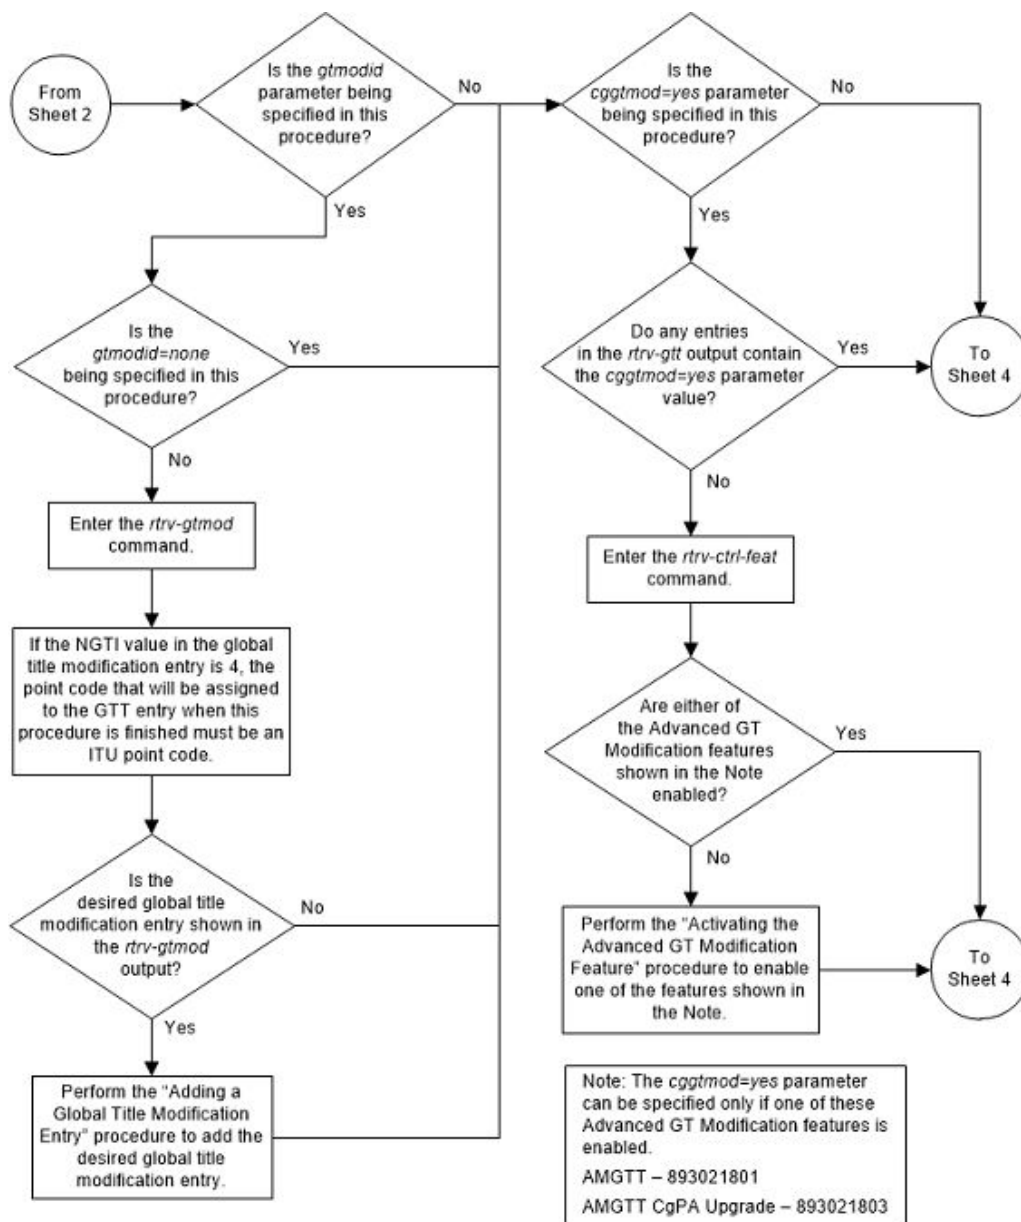 From
Sheet 2
Is the gtmodid
parameter being
specified in this
procedure?
No
Yes
Is the
cggtmod=yes parameter
being specified in this
procedure?
No
Yes
Is the
gtmodid=none
being specified in this
procedure?
Yes
No
Do any entries
in the rtrv-gtt output contain
the cggtmod=yes parameter
value?
Yes
No
To
Sheet 4
Enter the rtrv-gtmod
command.
Enter the rtrv-ctrl-feat
command.
If the NGTI value in the global
title modification entry is 4, the
point code that will be assigned
to the GTT entry when this
procedure is finished must be an
ITU point code.
Are either of
the Advanced GT
Modification features
shown in the Note
enabled?
Yes
No
Is the
desired global title
modification entry shown in
the rtrv-gtmod
output?
No
Yes
Perform the “Activating the
Advanced GT Modification
Feature” procedure to enable
one of the features shown in
the Note.
To
Sheet 4
Perform the “Adding a
Global Title Modification
Entry” procedure to add the
desired global title
modification entry.
Note: The cggtmod=yes parameter
can be specified only if one of these
Advanced GT Modification features is
enabled.
AMGTT – 893021801
AMGTT CgPA Upgrade – 893021803